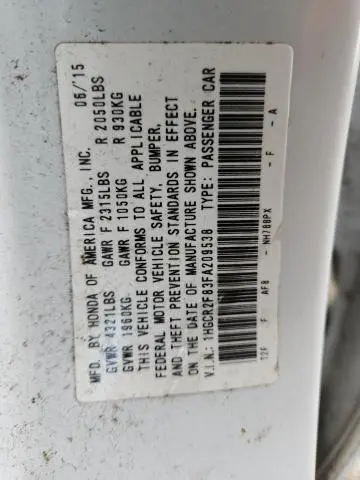 MFD. BY HONDA OF AMERICA MFG., INC. 06/'15
GVWR 4321LBS GAWR F 2315LBS R 2050LBS
GVWR 1960KG. GAWR F 1050KG R 930KG
THIS VEHICLE CONFORMS TO ALL APPLICABLE
FEDERAL MOTOR VEHICLE SAFETY, BUMPER,
AND THEFT PREVENTION STANDARDS IN EFFECT
ON THE DATE OF MANUFACTURE SHOWN ABOVE.
V.I.N.: 1HGCR2F83FA209538 TYPE: PASSENGER CAR
T2F F AF8 NH788PX - F - A